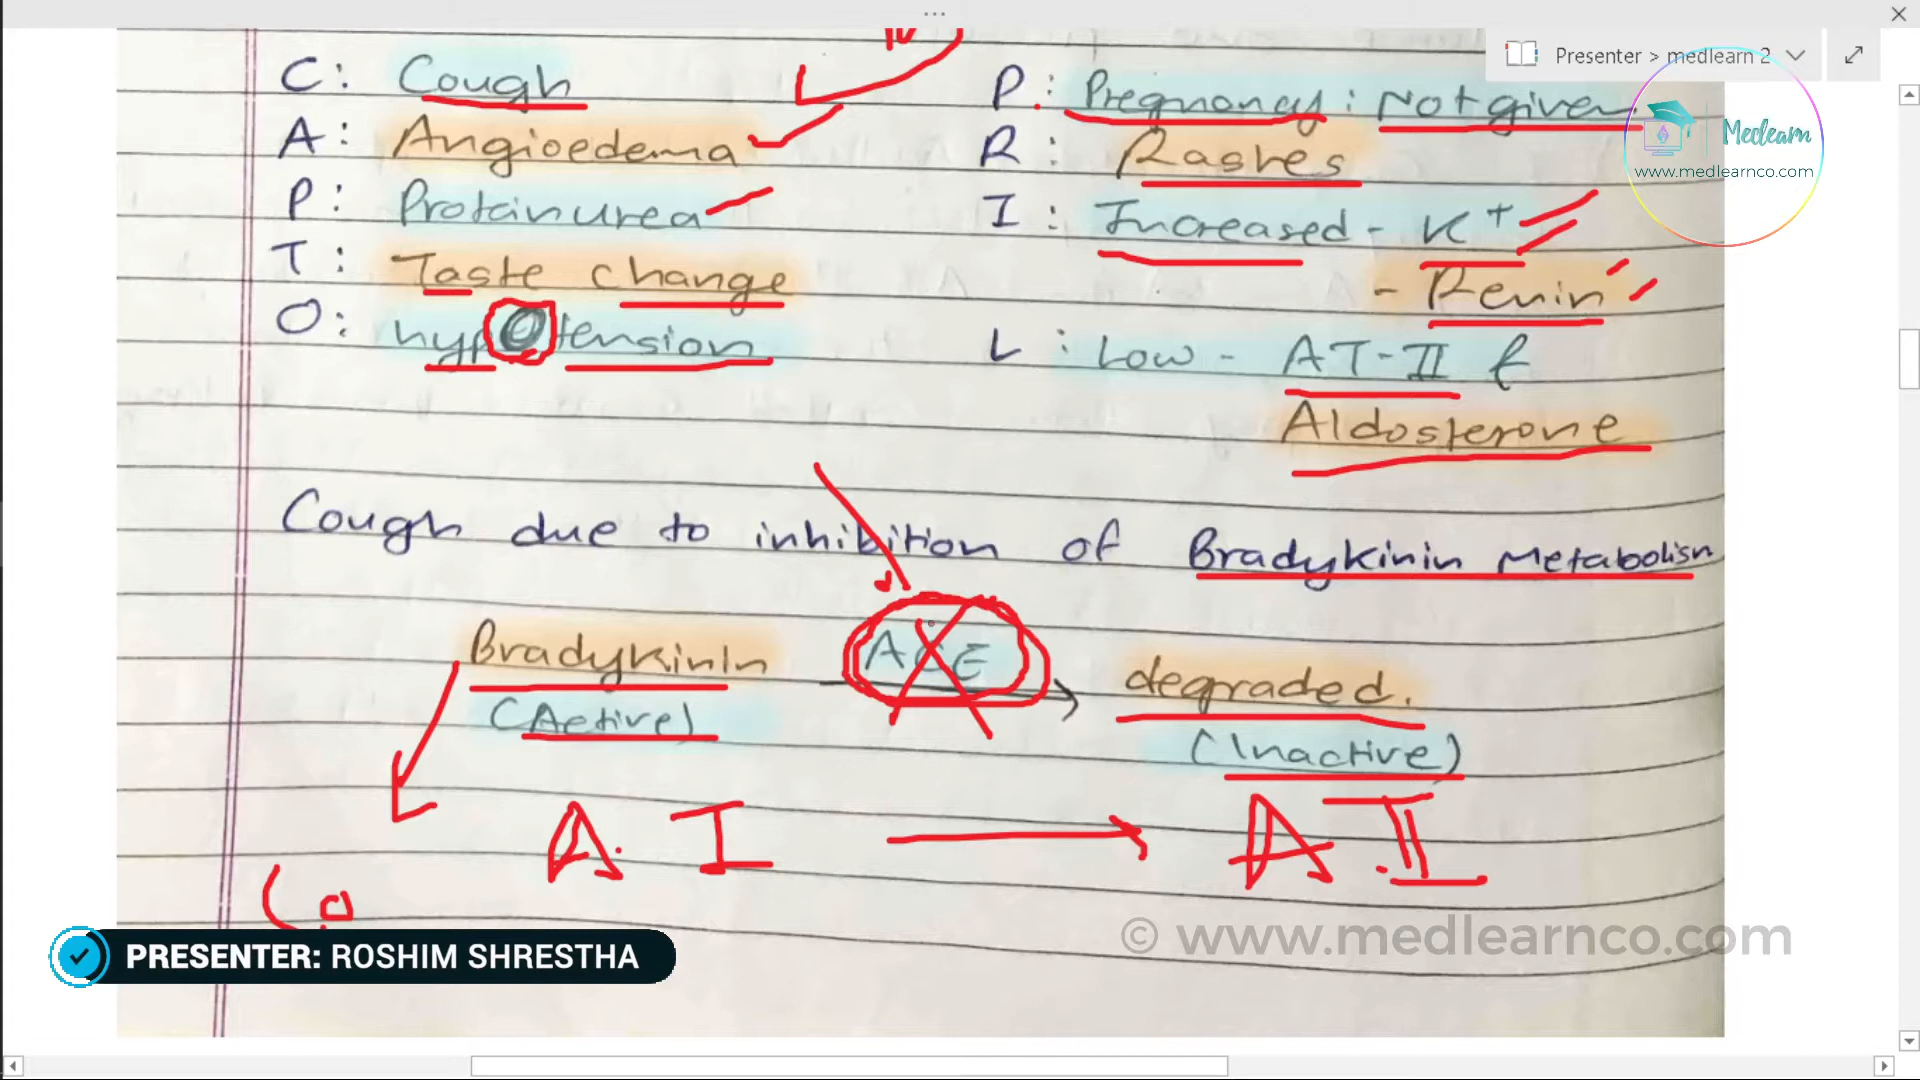 ...
Presenter > medlearn 2
C: Cough
A: Angioedema
P: Proteinurea
T: Taste change
O: hypOtension
P: Pregnancy: Not given
R: Rashes
I: Increased - K+
- Renin
L: Low - AT-II &
Aldosterone
Medlearn
www.medlearnco.com
Cough due to inhibition of Bradykinin Metabolism
Bradykinin ACE degraded.
(Active) (Inactive)
A.I A.II
PRESENTER: ROSHIM SHRESTHA
© www.medlearnco.com